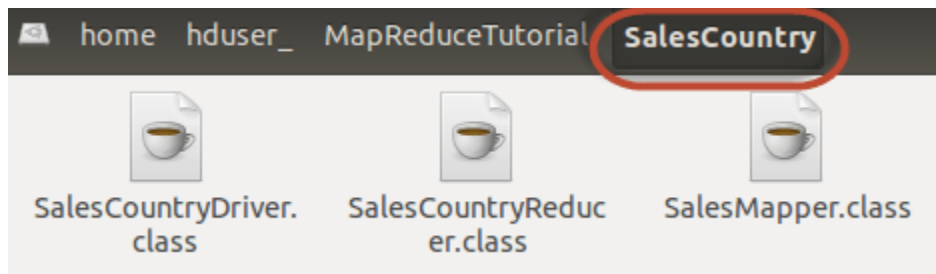 home hduser_ MapReduceTutorial SalesCountry
SalesCountryDriver.
class
SalesCountryReduc
er.class
SalesMapper.class